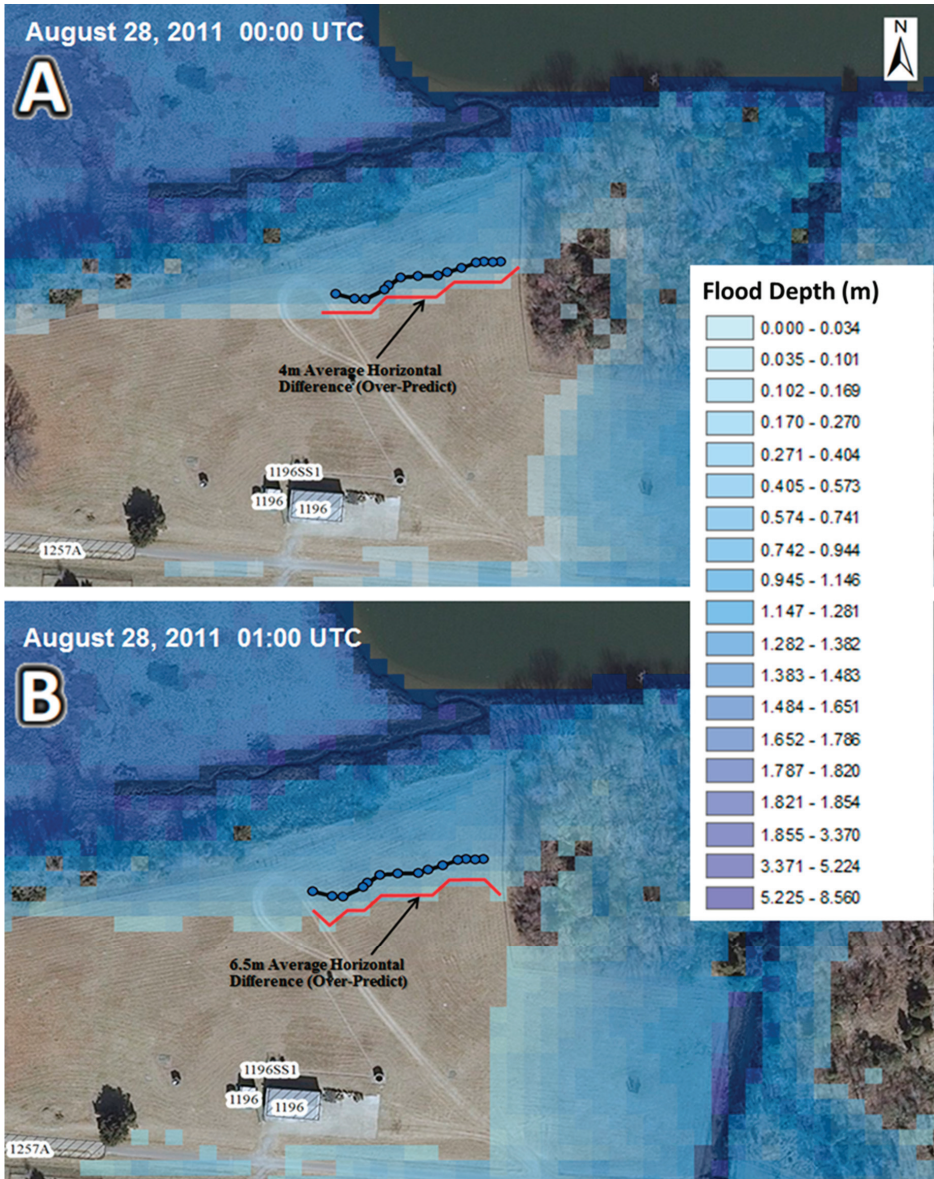 August 28, 2011 00:00 UTC
A
N
4m Average Horizontal
Difference (Over-Predict)
1196SS1
1196
1196
1257A
Flood Depth (m)
0.000 - 0.034
0.035 - 0.101
0.102 - 0.169
0.170 - 0.270
0.271 - 0.404
0.405 - 0.573
0.574 - 0.741
0.742 - 0.944
0.945 - 1.146
1.147 - 1.281
1.282 - 1.382
1.383 - 1.483
1.484 - 1.651
1.652 - 1.786
1.787 - 1.820
1.821 - 1.854
1.855 - 3.370
3.371 - 5.224
5.225 - 8.560
August 28, 2011 01:00 UTC
B
6.5m Average Horizontal
Difference (Over-Predict)
1196SS1
1196
1196
1257A